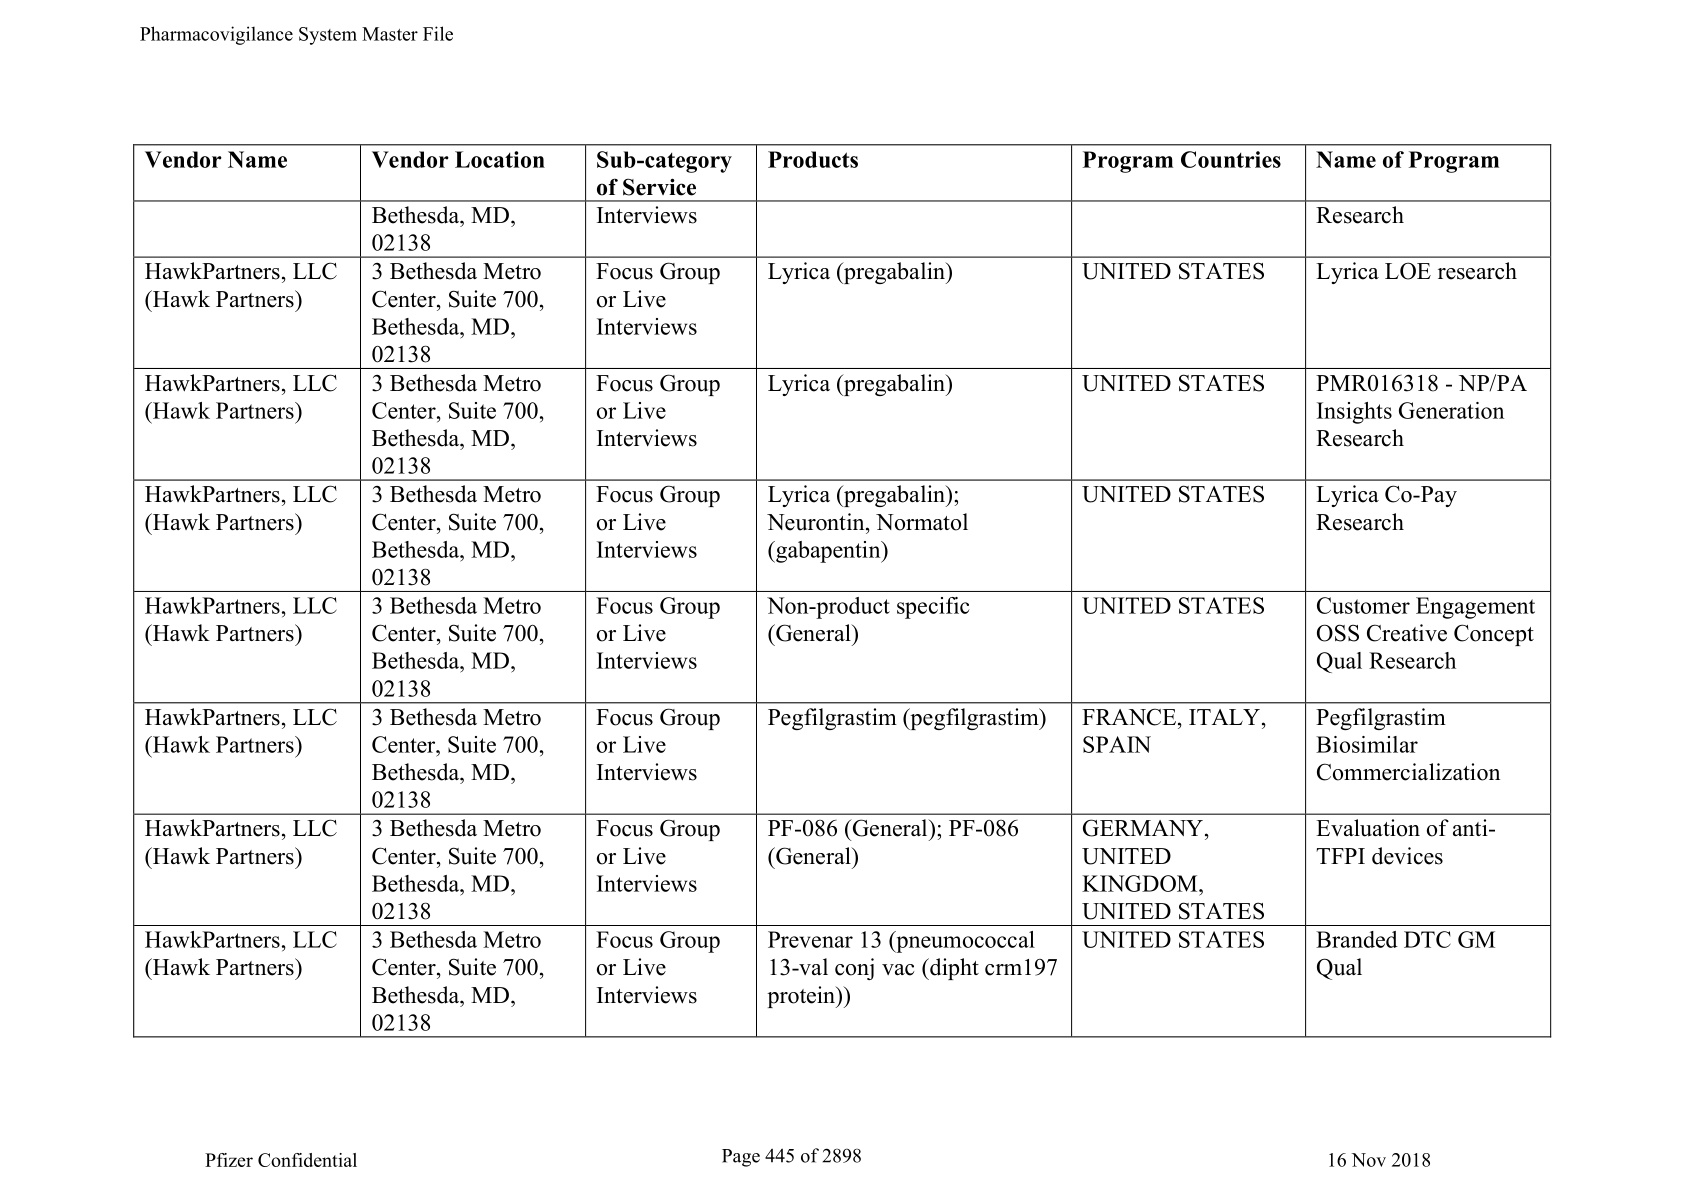 Pharmacovigilance System Master File
Vendor Name
Vendor Location
Sub-category
of Service
Products
Program Countries
Name of Program
Bethesda, MD,
02138
Interviews
Research
HawkPartners, LLC
(Hawk Partners)
3 Bethesda Metro
Center, Suite 700,
Bethesda, MD,
02138
Focus Group
or Live
Interviews
Lyrica (pregabalin)
UNITED STATES
Lyrica LOE research
HawkPartners, LLC
(Hawk Partners)
3 Bethesda Metro
Center, Suite 700,
Bethesda, MD,
02138
Focus Group
or Live
Interviews
Lyrica (pregabalin)
UNITED STATES
PMR016318 - NP/PA
Insights Generation
Research
HawkPartners, LLC
(Hawk Partners)
3 Bethesda Metro
Center, Suite 700,
Bethesda, MD,
02138
Focus Group
or Live
Interviews
Lyrica (pregabalin);
Neurontin, Normatol
(gabapentin)
UNITED STATES
Lyrica Co-Pay
Research
HawkPartners, LLC
(Hawk Partners)
3 Bethesda Metro
Center, Suite 700,
Bethesda, MD,
02138
Focus Group
or Live
Interviews
Non-product specific
(General)
UNITED STATES
Customer Engagement
OSS Creative Concept
Qual Research
HawkPartners, LLC
(Hawk Partners)
3 Bethesda Metro
Center, Suite 700,
Bethesda, MD,
02138
Focus Group
or Live
Interviews
Pegfilgrastim (pegfilgrastim)
FRANCE, ITALY,
SPAIN
Pegfilgrastim
Biosimilar
Commercialization
HawkPartners, LLC
(Hawk Partners)
3 Bethesda Metro
Center, Suite 700,
Bethesda, MD,
02138
Focus Group
or Live
Interviews
PF-086 (General); PF-086
(General)
GERMANY,
UNITED
KINGDOM,
UNITED STATES
Evaluation of anti-
TFPI devices
HawkPartners, LLC
(Hawk Partners)
3 Bethesda Metro
Center, Suite 700,
Bethesda, MD,
02138
Focus Group
or Live
Interviews
Prevenar 13 (pneumococcal
13-val conj vac (dipht crm197
protein))
UNITED STATES
Branded DTC GM
Qual
Pfizer Confidential
Page 445 of 2898
16 Nov 2018